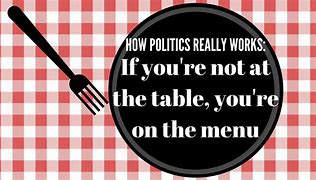 HOW POLITICS REALLY WORKS:
If you're not at
the table, you're
on the menu